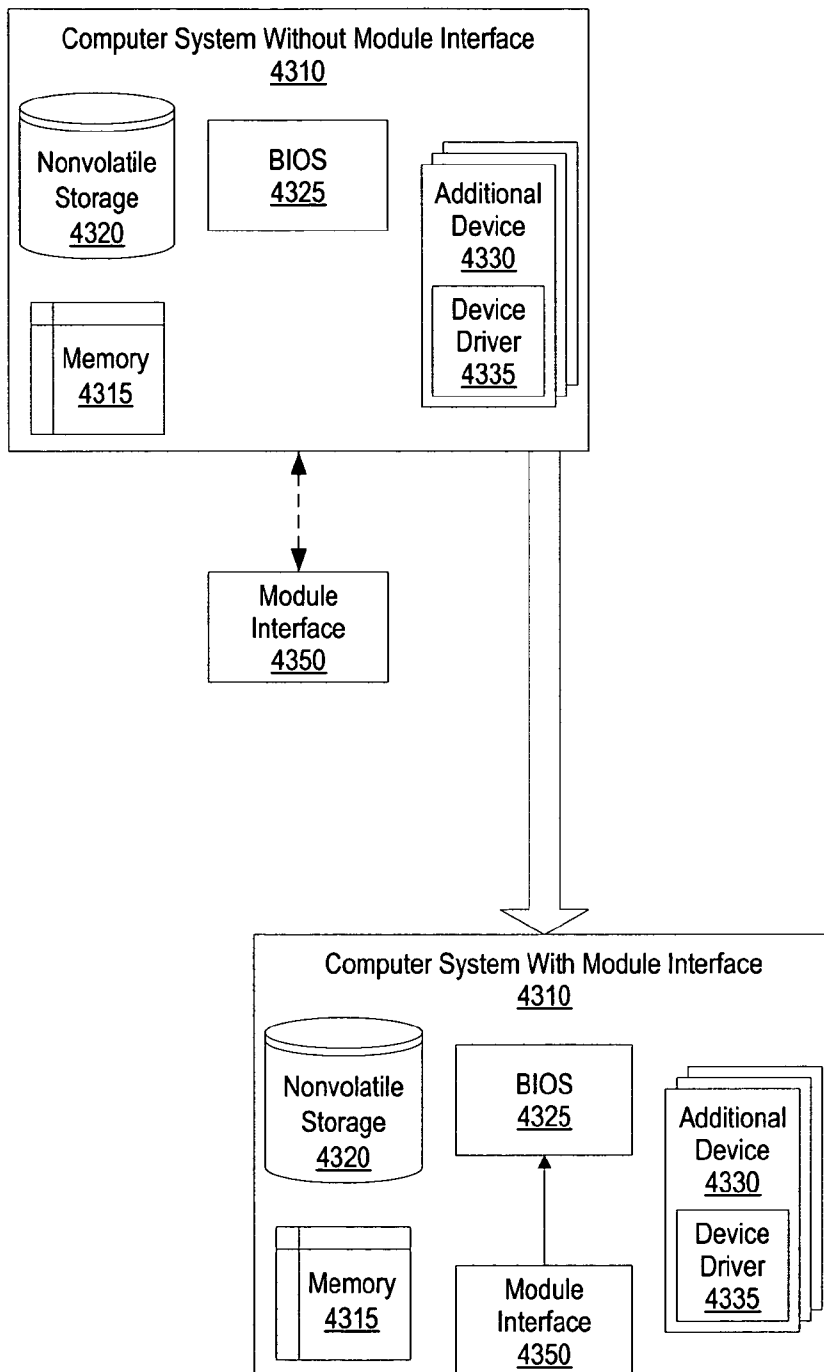 Computer System Without Module Interface
4310
Nonvolatile
Storage
4320
BIOS
4325
Additional
Device
4330
Device
Driver
4335
Memory
4315
Module
Interface
4350
Computer System With Module Interface
4310
Nonvolatile
Storage
4320
BIOS
4325
Additional
Device
4330
Device
Driver
4335
Memory
4315
Module
Interface
4350